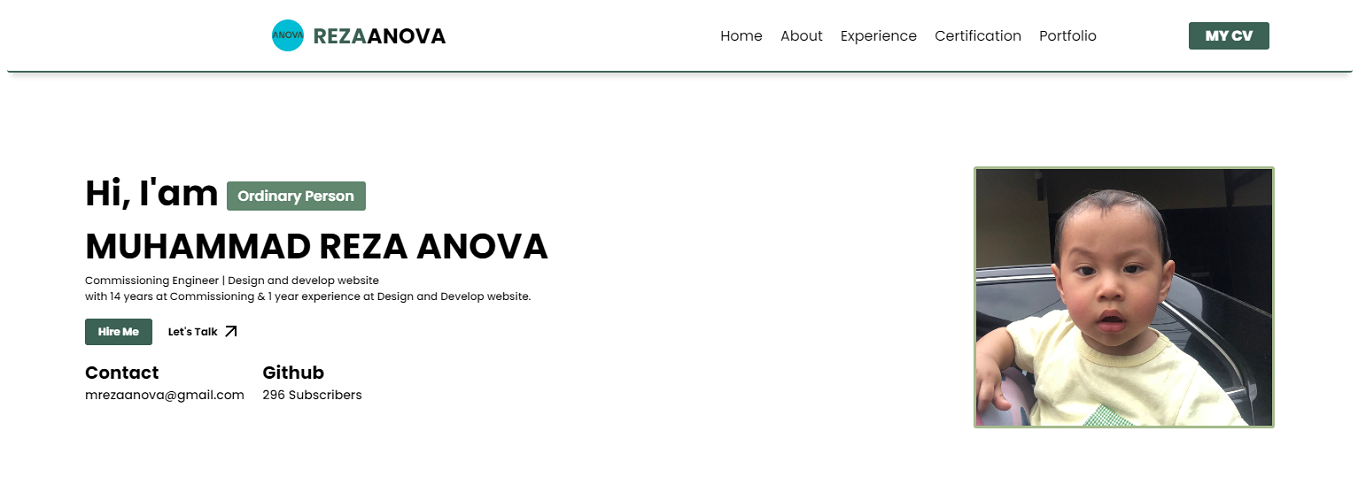 ANOVA REZAANOVA Home About Experience Certification Portfolio MY CV
Hi, I'am Ordinary Person
MUHAMMAD REZA ANOVA
Commissioning Engineer | Design and develop website
with 14 years at Commissioning & 1 year experience at Design and Develop website.
Hire Me Let's Talk
Contact Github
mrezaanova@gmail.com 296 Subscribers